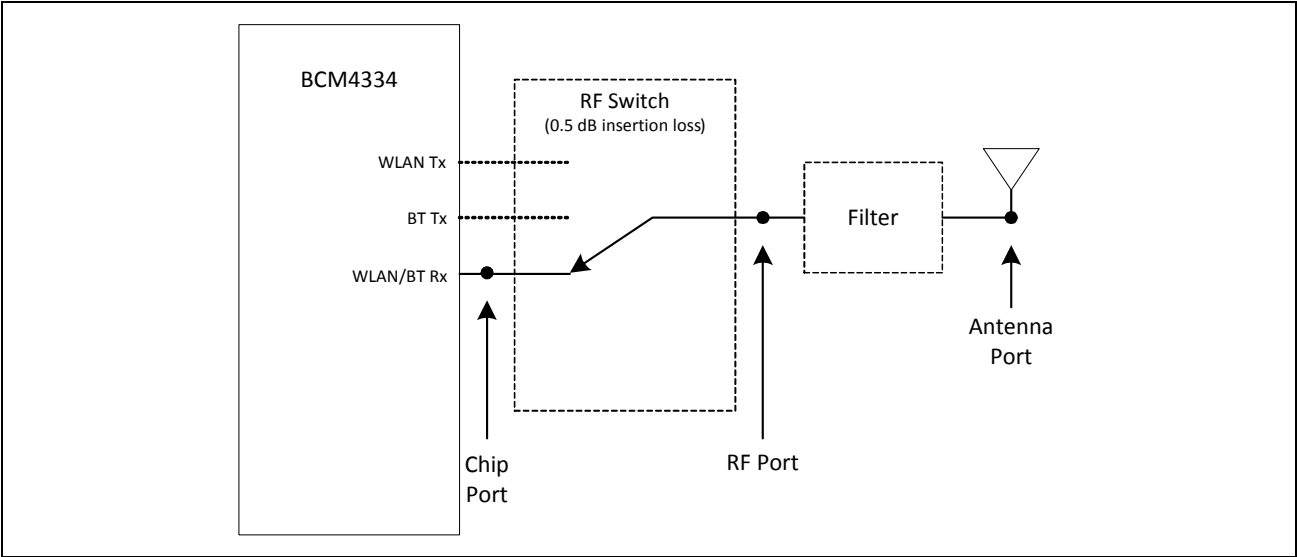 BCM4334
RF Switch
(0.5 dB insertion loss)
WLAN Tx
BT Tx
Filter
WLAN/BT Rx
Antenna
Port
Chip
Port
RF Port